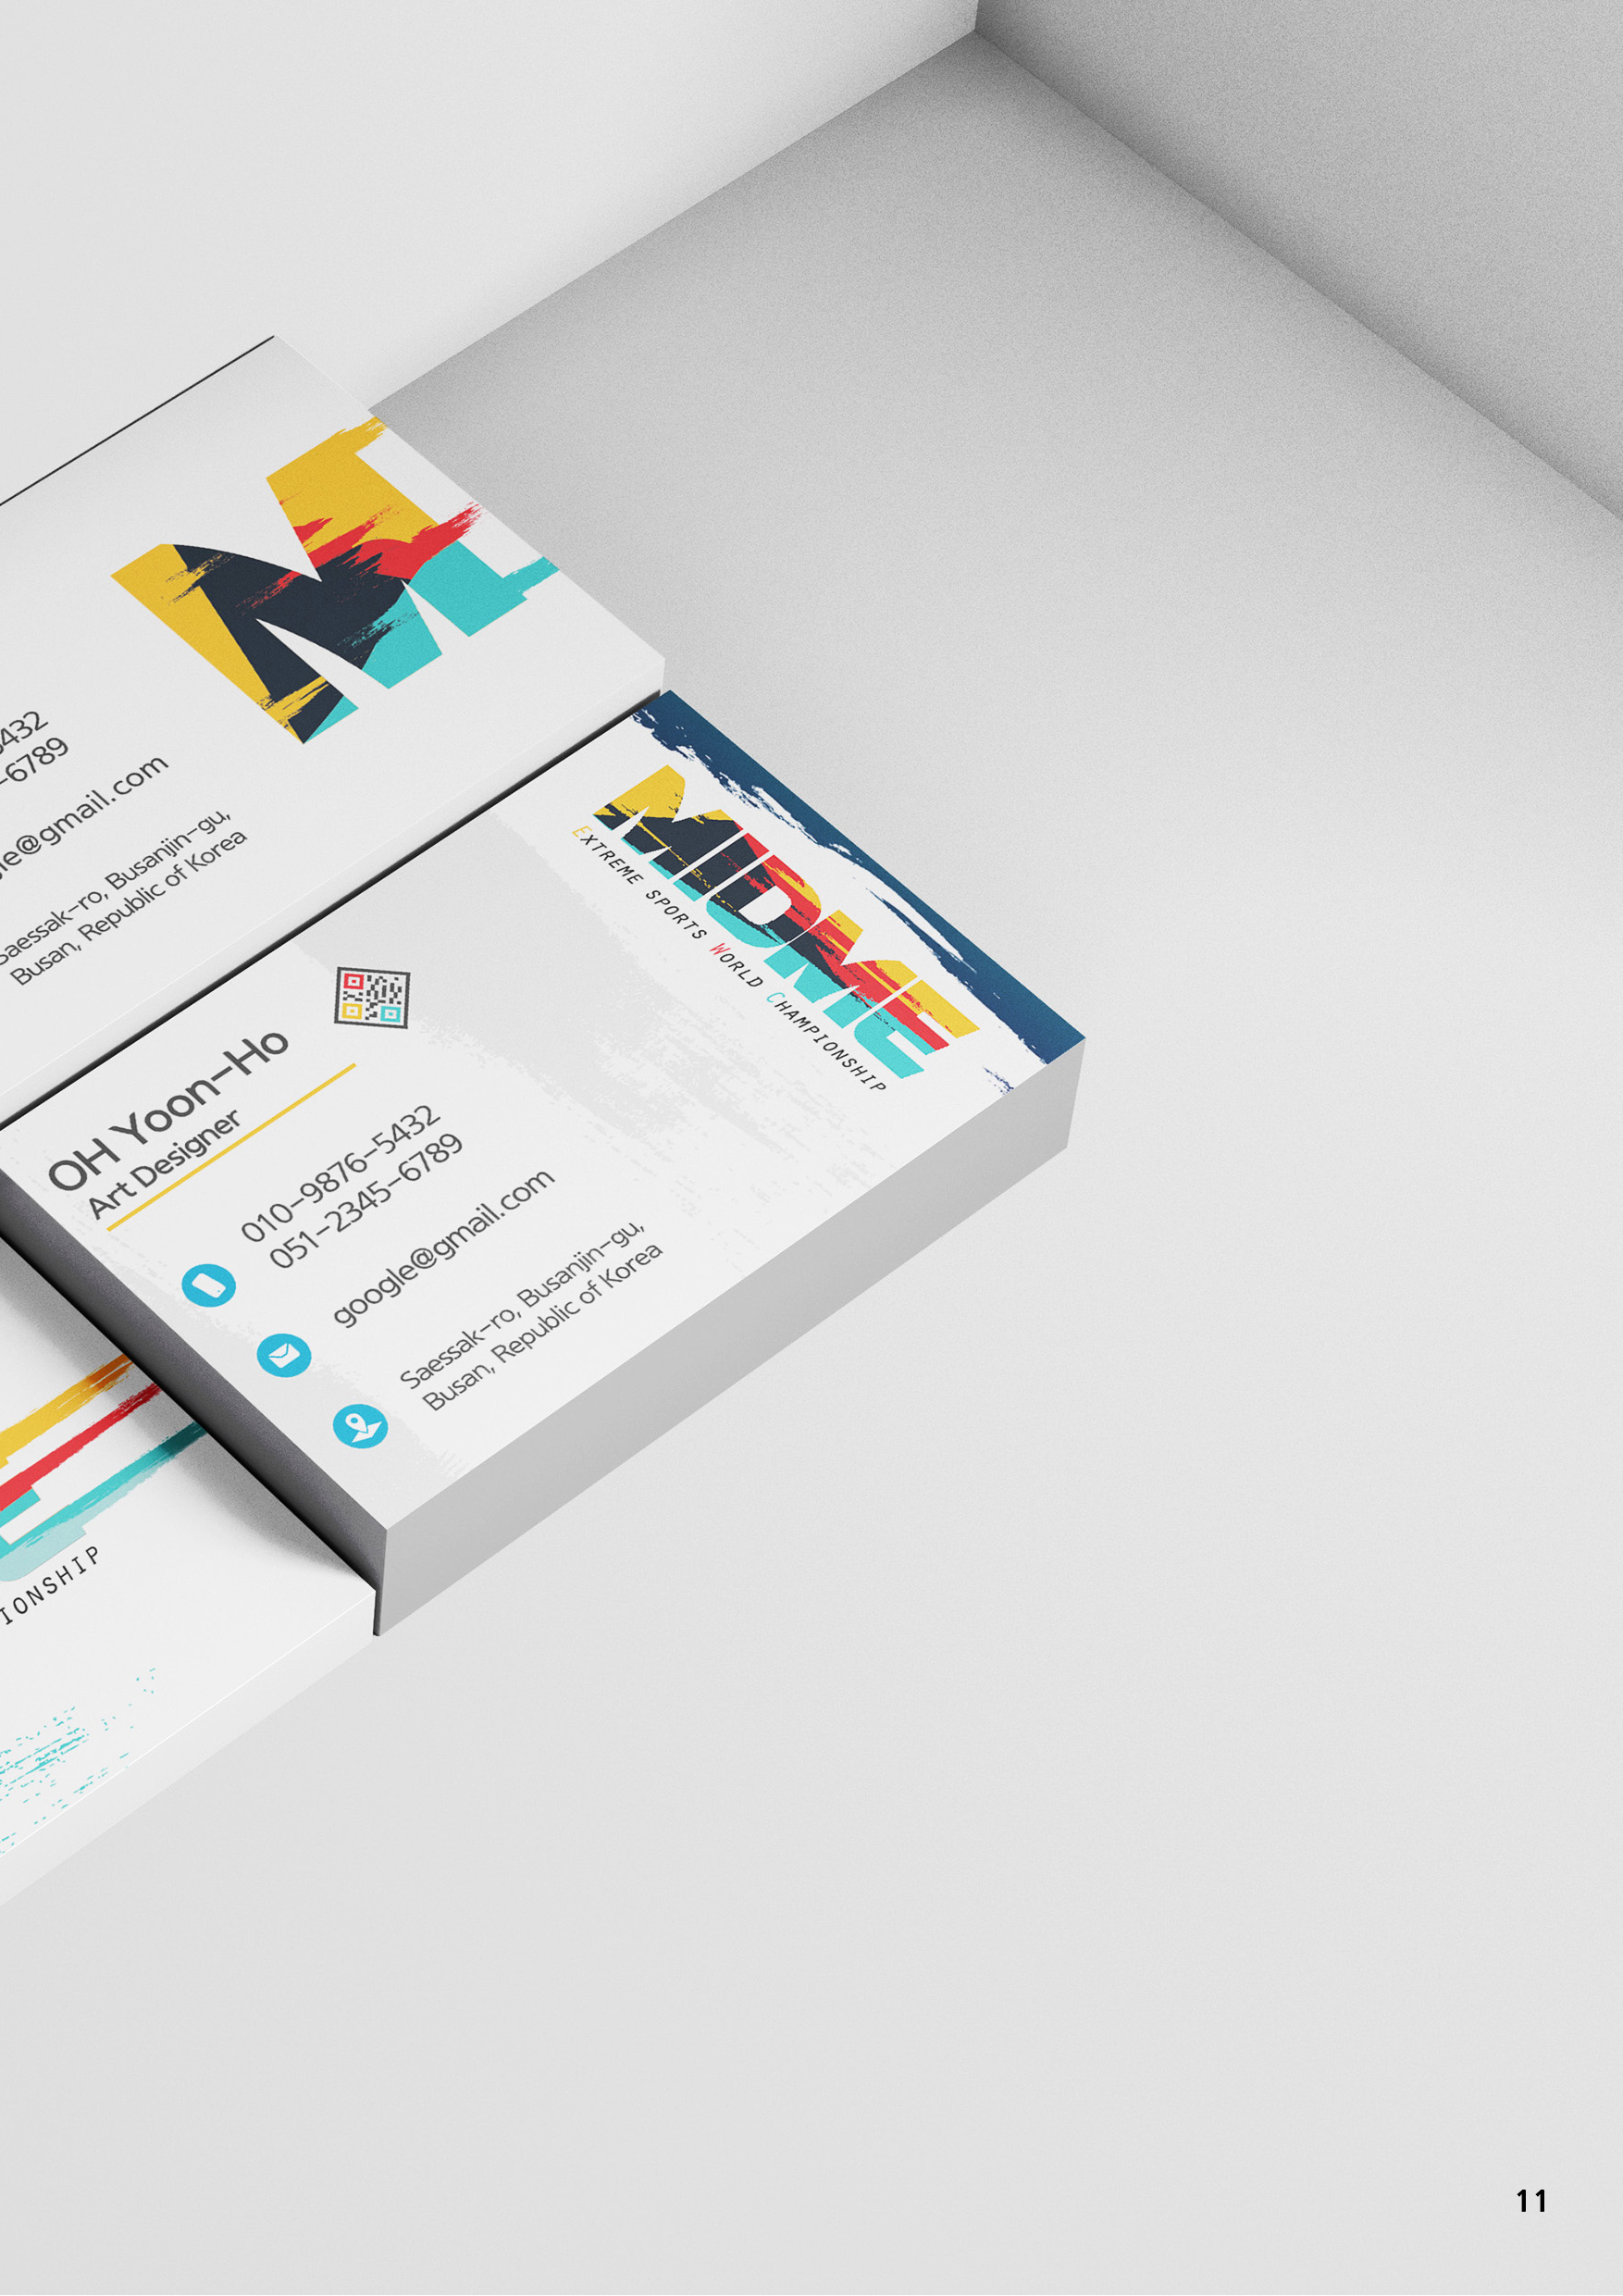 ME
432
-6789
@gmail.com
Saessak-ro, Busanjin-gu,
Busan, Republic of Korea
MIDME
EXTREME SPORTS WORLD CHAMPIONSHIP
OH Yoon-Ho
Art Designer
010-9876-5432
051-2345-6789
google@gmail.com
Saessak-ro, Busanjin-gu,
Busan, Republic of Korea
IONSHIP
11